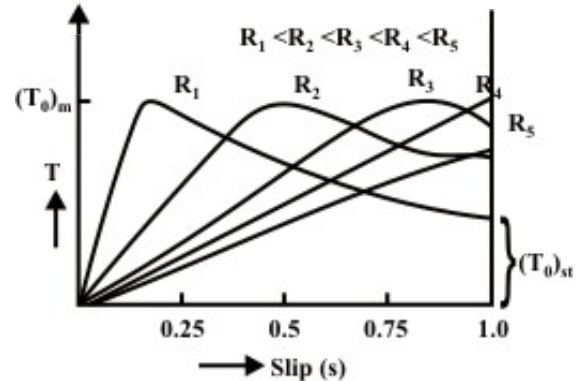 R₁ <R₂ <R₃ <R₄ <R₅
R₁
R₂
R₃
R₄
(T₀)ₘ
R₅
T
(T₀)st
0.25
0.5
0.75
1.0
Slip (s)